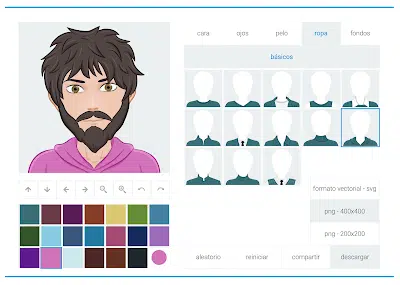 cara ojos pelo ropa fondos
básicos
formato vectorial - svg
png - 400x400
png - 200x200
aleatorio reiniciar compartir descargar